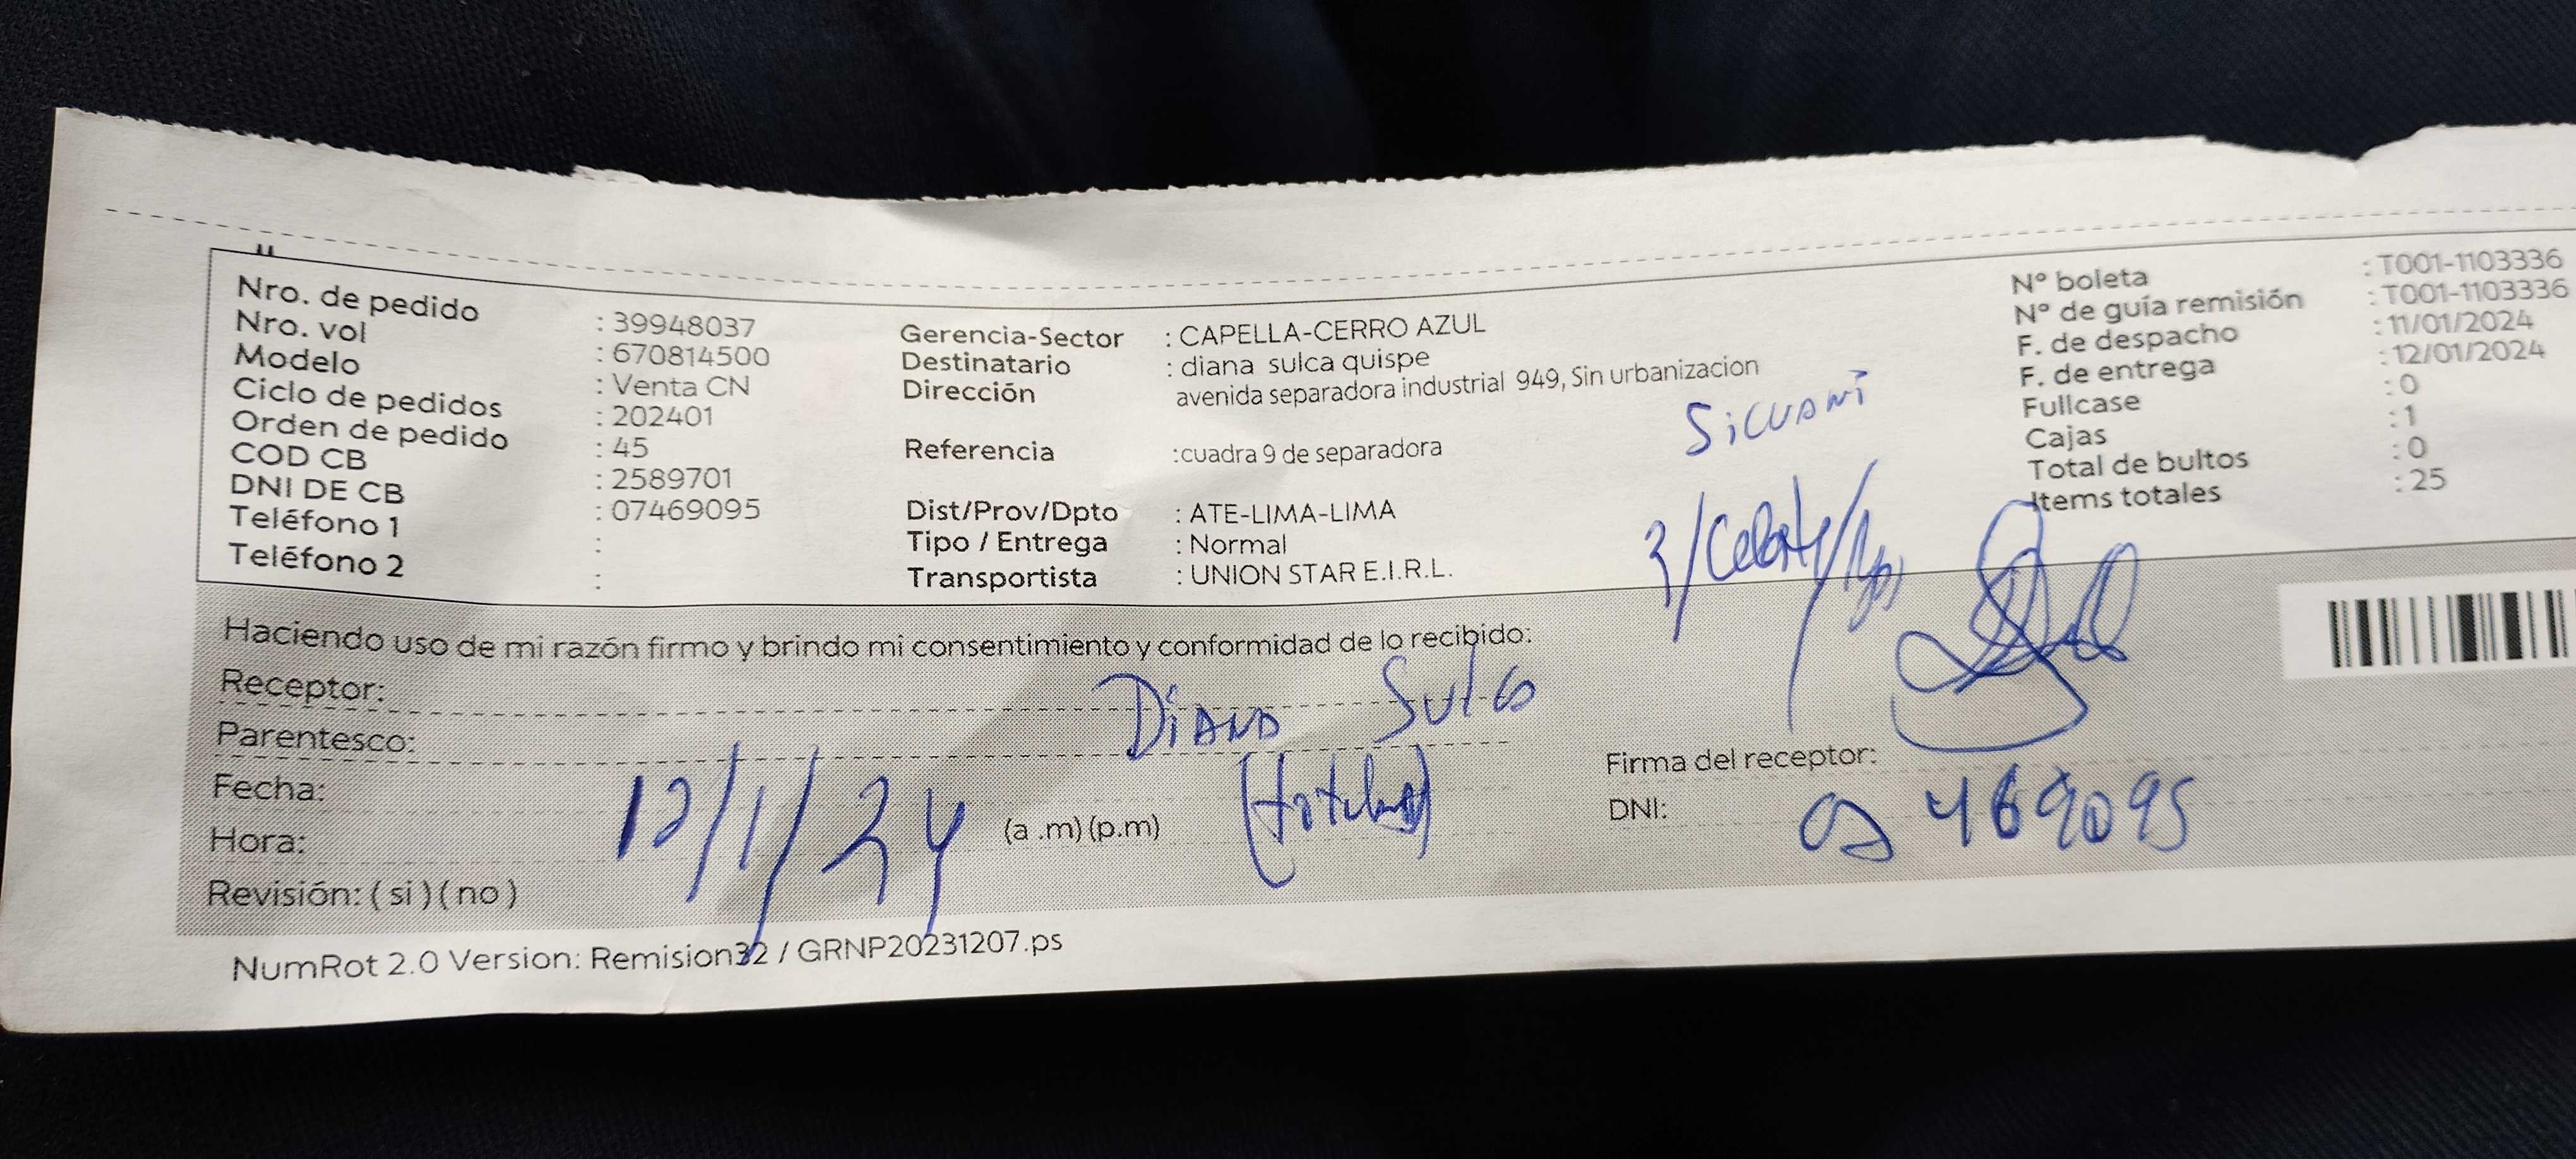 Nro. de pedido : 39948037
Nro. vol : 670814500
Modelo : Venta CN
Ciclo de pedidos : 202401
Orden de pedido : 45
COD CB : 2589701
DNI DE CB : 07469095
Teléfono 1 :
Teléfono 2 :
Gerencia-Sector : CAPELLA-CERRO AZUL
Destinatario : diana sulca quispe
Dirección avenida separadora industrial 949, Sin urbanizacion
Referencia :cuadra 9 de separadora
Dist/Prov/Dpto : ATE-LIMA-LIMA
Tipo / Entrega : Normal
Transportista : UNION STAR E.I.R.L.
SiCUANi
3/Celeste/
N° boleta : T001-1103336
N° de guía remisión : T001-1103336
F. de despacho : 11/01/2024
F. de entrega : 12/01/2024
Fullcase : 0
Cajas : 1
Total de bultos : 0
Items totales : 25
Haciendo uso de mi razón firmo y brindo mi consentimiento y conformidad de lo recibido:
Receptor: DiANA Sulca
Parentesco:
Fecha: 12/1/24
Hora: (a .m) (p.m)
Revisión: ( si ) ( no )
Firma del receptor:
DNI: 07469095
NumRot 2.0 Version: Remision32 / GRNP20231207.ps